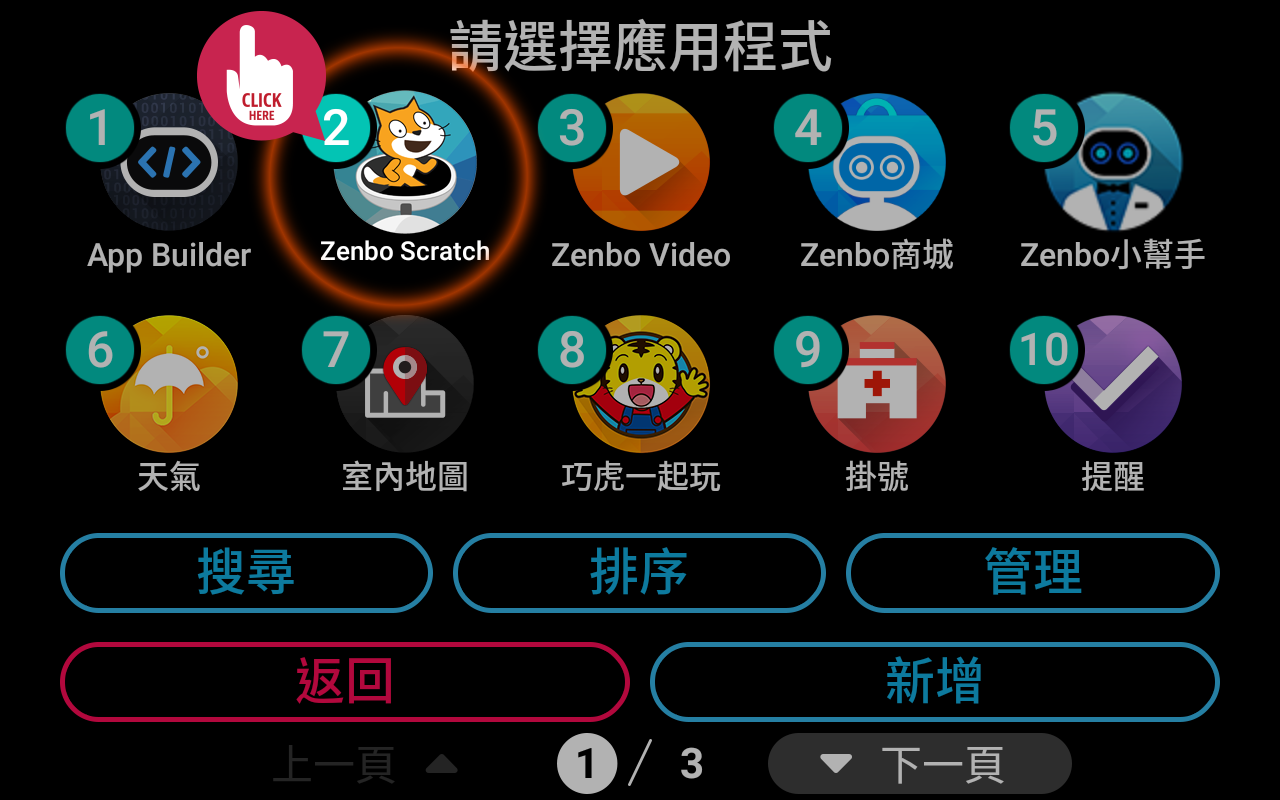 請選擇應用程式
CLICK
HERE
1
2
3
4
5
App Builder
Zenbo Scratch
Zenbo Video
Zenbo商城
Zenbo小幫手
6
7
8
9
10
天氣
室內地圖
巧虎一起玩
掛號
提醒
搜尋
排序
管理
返回
新增
上一頁
1 / 3
下一頁